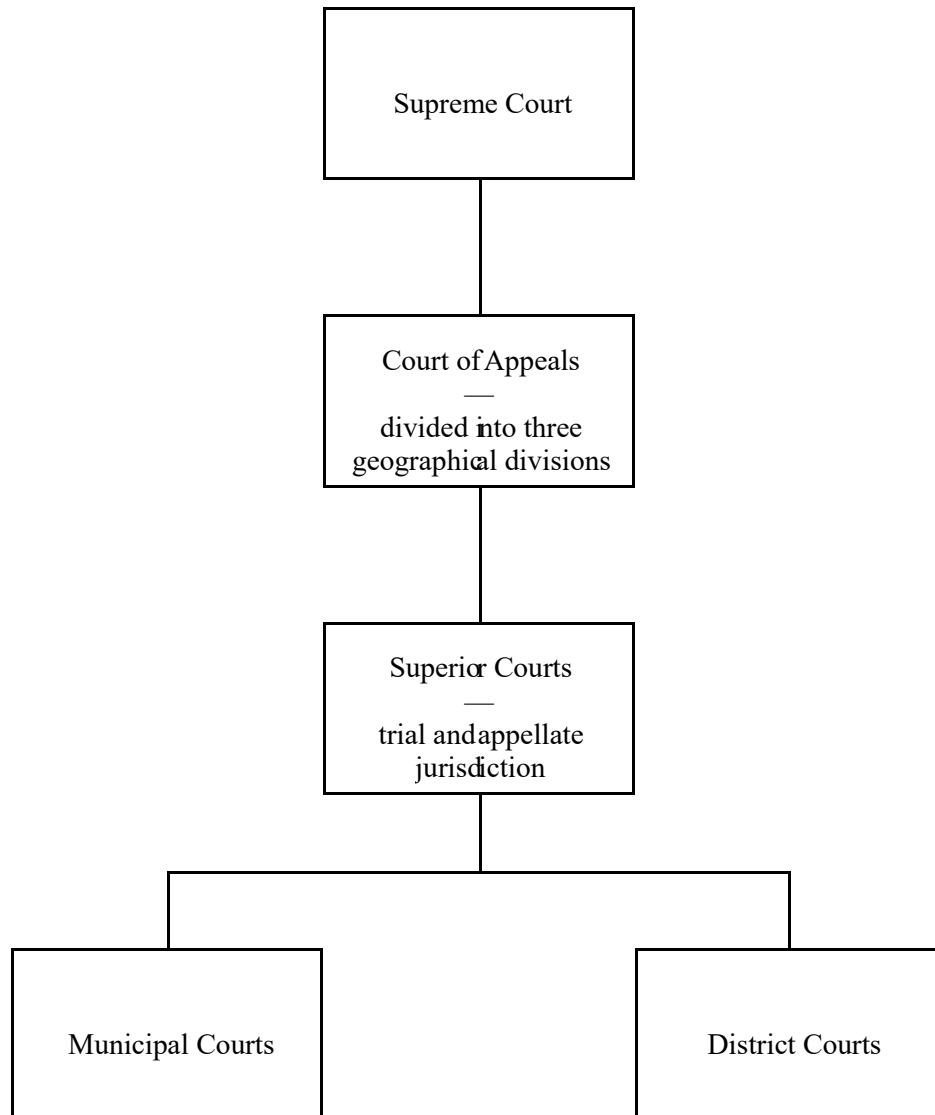 Supreme Court
Court of Appeals
—
divided into three
geographical divisions
Superior Courts
—
trial and appellate
jurisdiction
Municipal Courts
District Courts